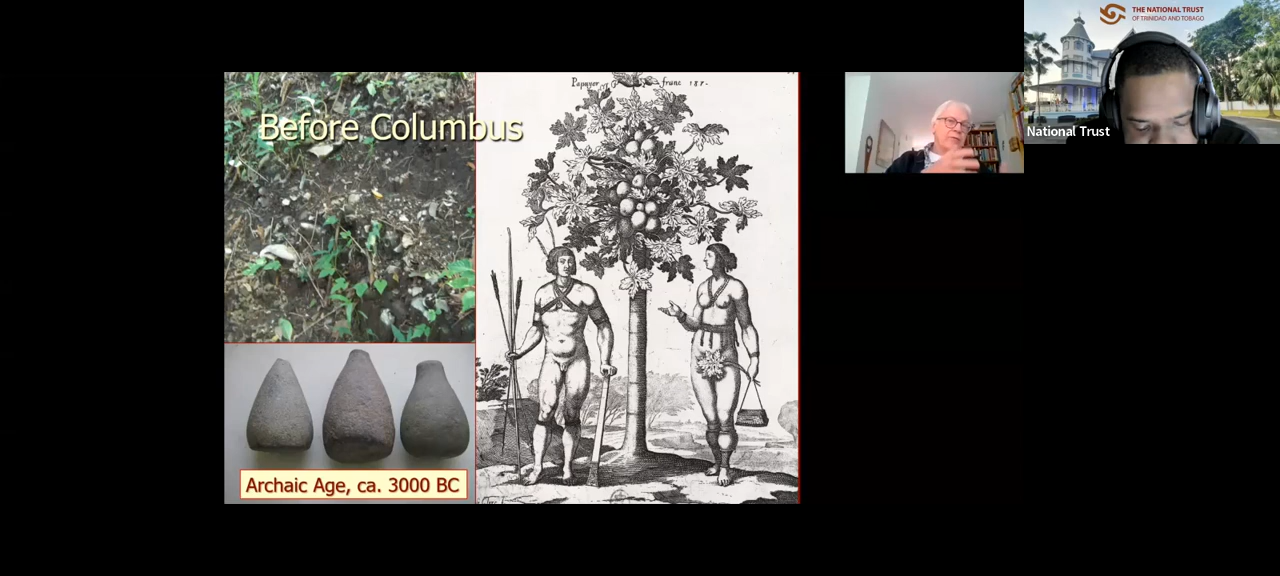 THE NATIONAL TRUST
OF TRINIDAD AND TOBAGO
National Trust
Before Columbus
Archaic Age, ca. 3000 BC